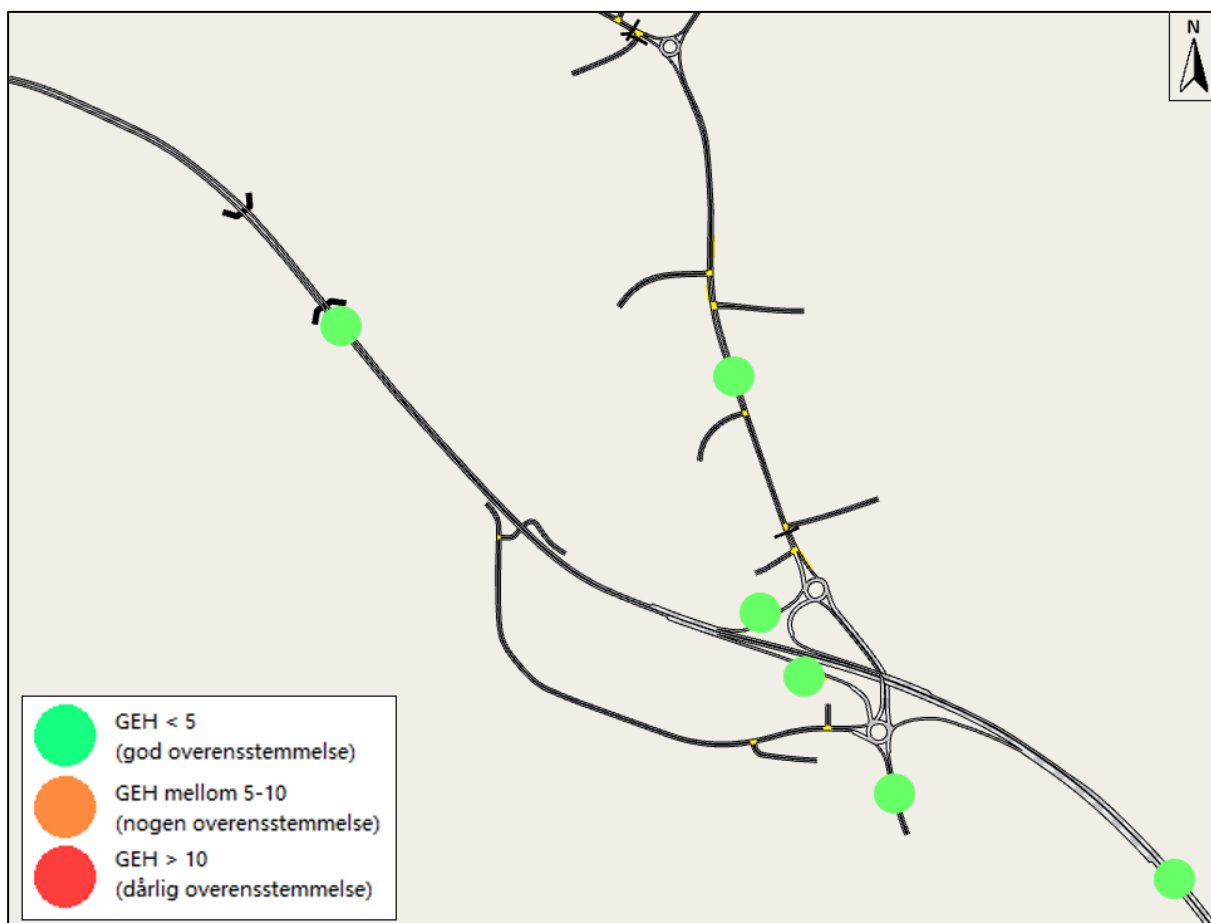 N
GEH < 5
(god overensstemmelse)
GEH mellom 5-10
(nogen overensstemmelse)
GEH > 10
(dårlig overensstemmelse)